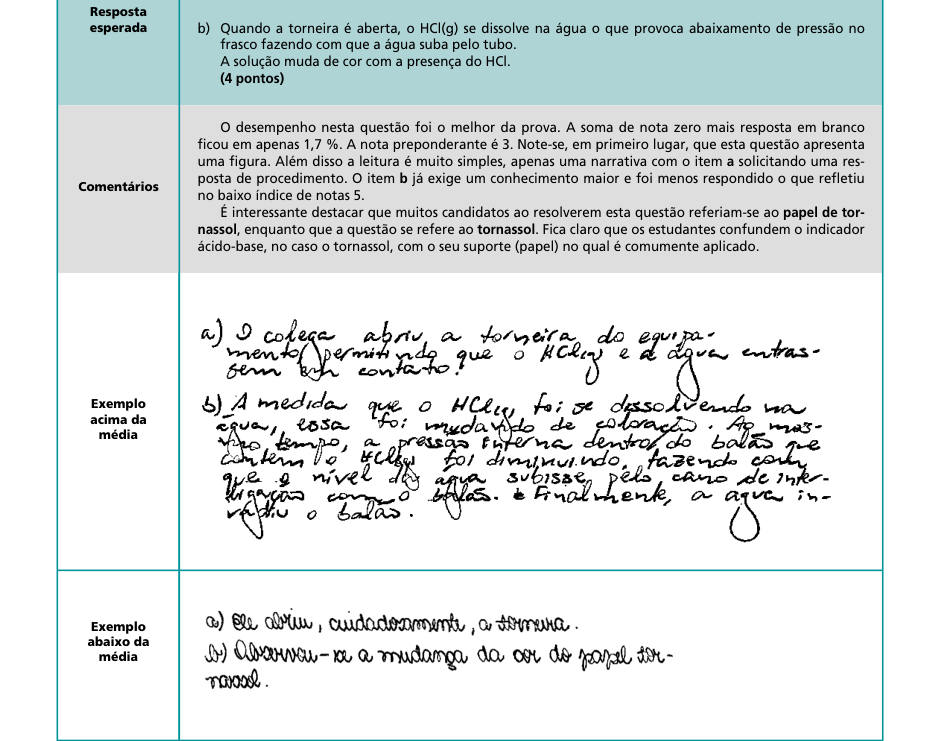 Resposta
esperada
b) Quando a torneira é aberta, o HCl(g) se dissolve na água o que provoca abaixamento de pressão no
frasco fazendo com que a água suba pelo tubo.
A solução muda de cor com a presença do HCl.
(4 pontos)
Comentários
O desempenho nesta questão foi o melhor da prova. A soma de nota zero mais resposta em branco
ficou em apenas 1,7 %. A nota preponderante é 3. Note-se, em primeiro lugar, que esta questão apresenta
uma figura. Além disso a leitura é muito simples, apenas uma narrativa com o item a solicitando uma res-
posta de procedimento. O item b já exige um conhecimento maior e foi menos respondido o que refletiu
no baixo índice de notas 5.
É interessante destacar que muitos candidatos ao resolverem esta questão referiam-se ao papel de tor-
nassol, enquanto que a questão se refere ao tornassol. Fica claro que os estudantes confundem o indicador
ácido-base, no caso o tornassol, com o seu suporte (papel) no qual é comumente aplicado.
Exemplo
acima da
média
a) O colega abriu a torneira do equipa-
mento, permitindo que o HCl(g) e a água entras-
sem em contato.
b) A medida que o HCl(g) foi se dissolvendo na
água, essa foi mudando de coloração. Ao mes-
mo tempo, a pressão interna dentro do balão que
contem o HCl(g) foi diminuindo, fazendo com
que o nível da água subisse pelo cano de inter-
ligação com o balão. Finalmente, a agua in-
vadiu o balão.
Exemplo
abaixo da
média
a) Ele abriu, cuidadosamente, a torneira.
b) Observou-se a mudança da cor do papel tor-
nassol.